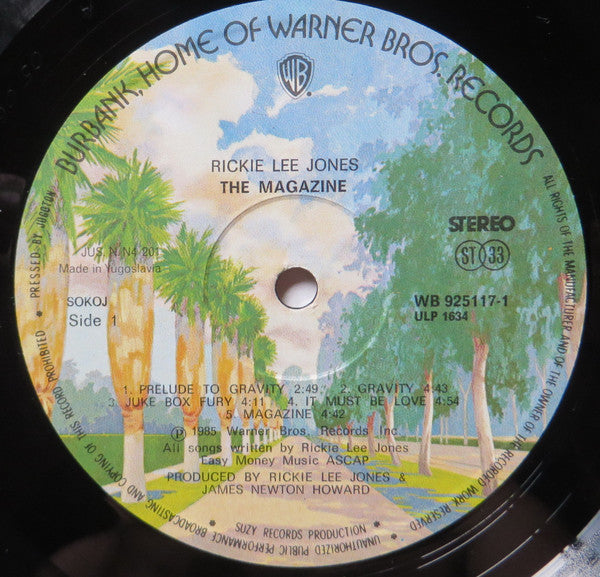 BURBANK, HOME OF WARNER BROS. RECORDS
WB
RICKIE LEE JONES
THE MAGAZINE
STEREO
ST 33
JUS. N.N4 201
Made in Yugoslavia
SOKOJ
Side 1
WB 925117-1
ULP 1634
1. PRELUDE TO GRAVITY 2:49 2. GRAVITY 4:43
3. JUKE BOX FURY 4:11 4. IT MUST BE LOVE 4:54
5. MAGAZINE 4:42
Ⓟ 1985 Warner Bros. Records Inc.
All songs written by Rickie Lee Jones
Easy Money Music ASCAP
PRODUCED BY RICKIE LEE JONES &
JAMES NEWTON HOWARD
ALL RIGHTS OF THE MANUFACTURER AND OF THE OWNER OF THE RECORDED WORK RESERVED
* UNAUTHORIZED PUBLIC PERFORMANCE BROADCASTING AND COPYING OF THIS RECORD PROHIBITED * PRESSED BY JUGOTON
SUZY RECORDS PRODUCTION *